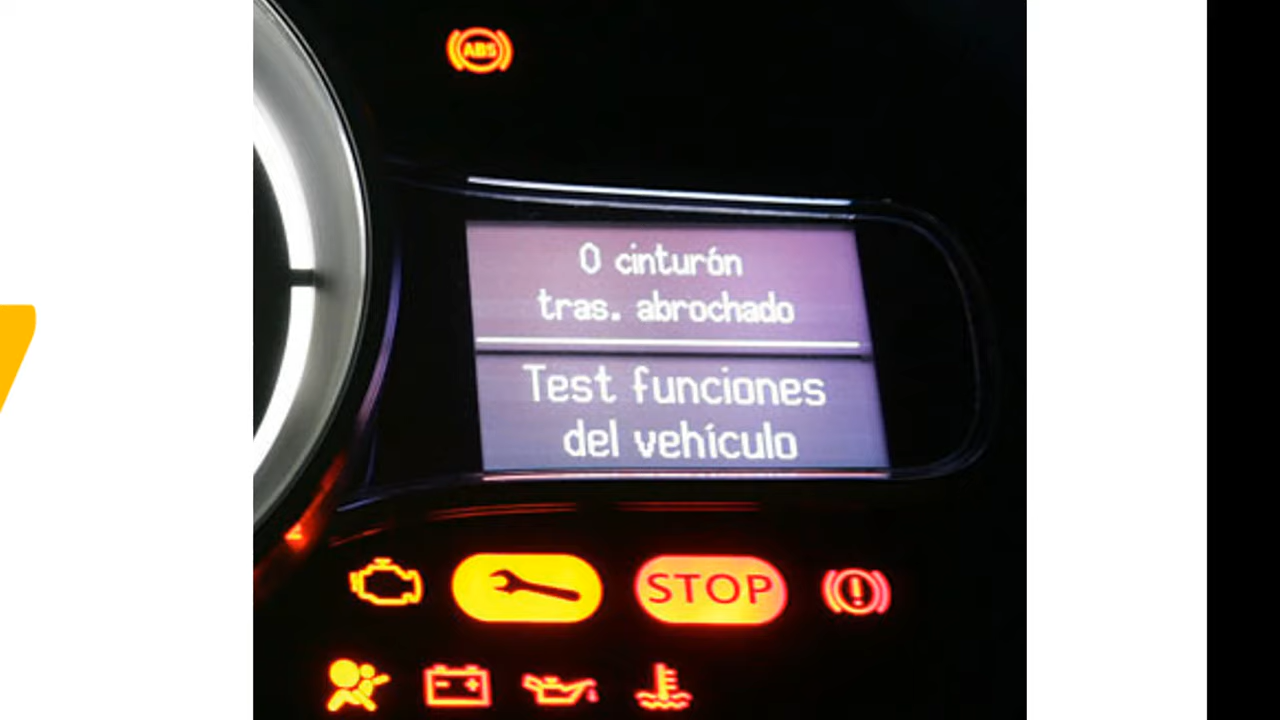 ABS
0 cinturón
tras. abrochado
Test funciones
del vehículo
STOP